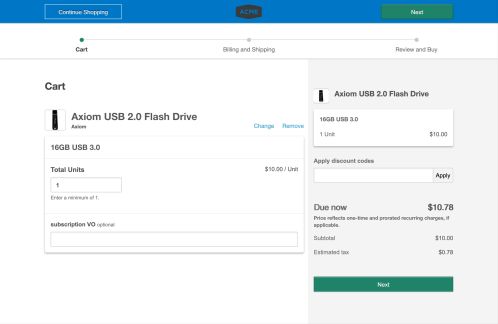 Continue Shopping
ACME
Next
Cart
Billing and Shipping
Review and Buy
Cart
Axiom USB 2.0 Flash Drive
Axiom
Change Remove
16GB USB 3.0
Total Units
$10.00 / Unit
1
Enter a minimum of 1.
subscription VO optional
Axiom USB 2.0 Flash Drive
16GB USB 3.0
1 Unit $10.00
Apply discount codes
Apply
Due now $10.78
Price reflects one-time and prorated recurring charges, if
applicable.
Subtotal $10.00
Estimated tax $0.78
Next